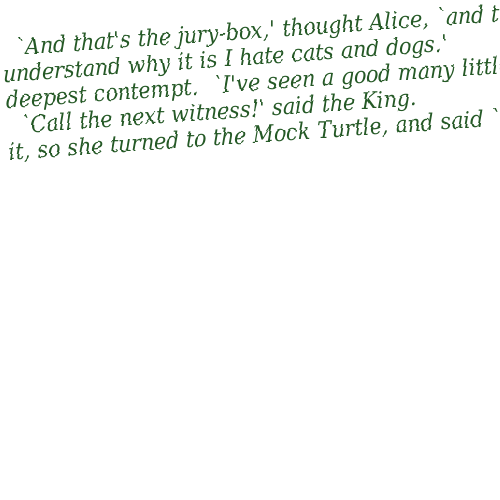 `And that's the jury-box,' thought Alice, `and t
understand why it is I hate cats and dogs.'
deepest contempt.  `I've seen a good many littl
`Call the next witness!' said the King.
it, so she turned to the Mock Turtle, and said `